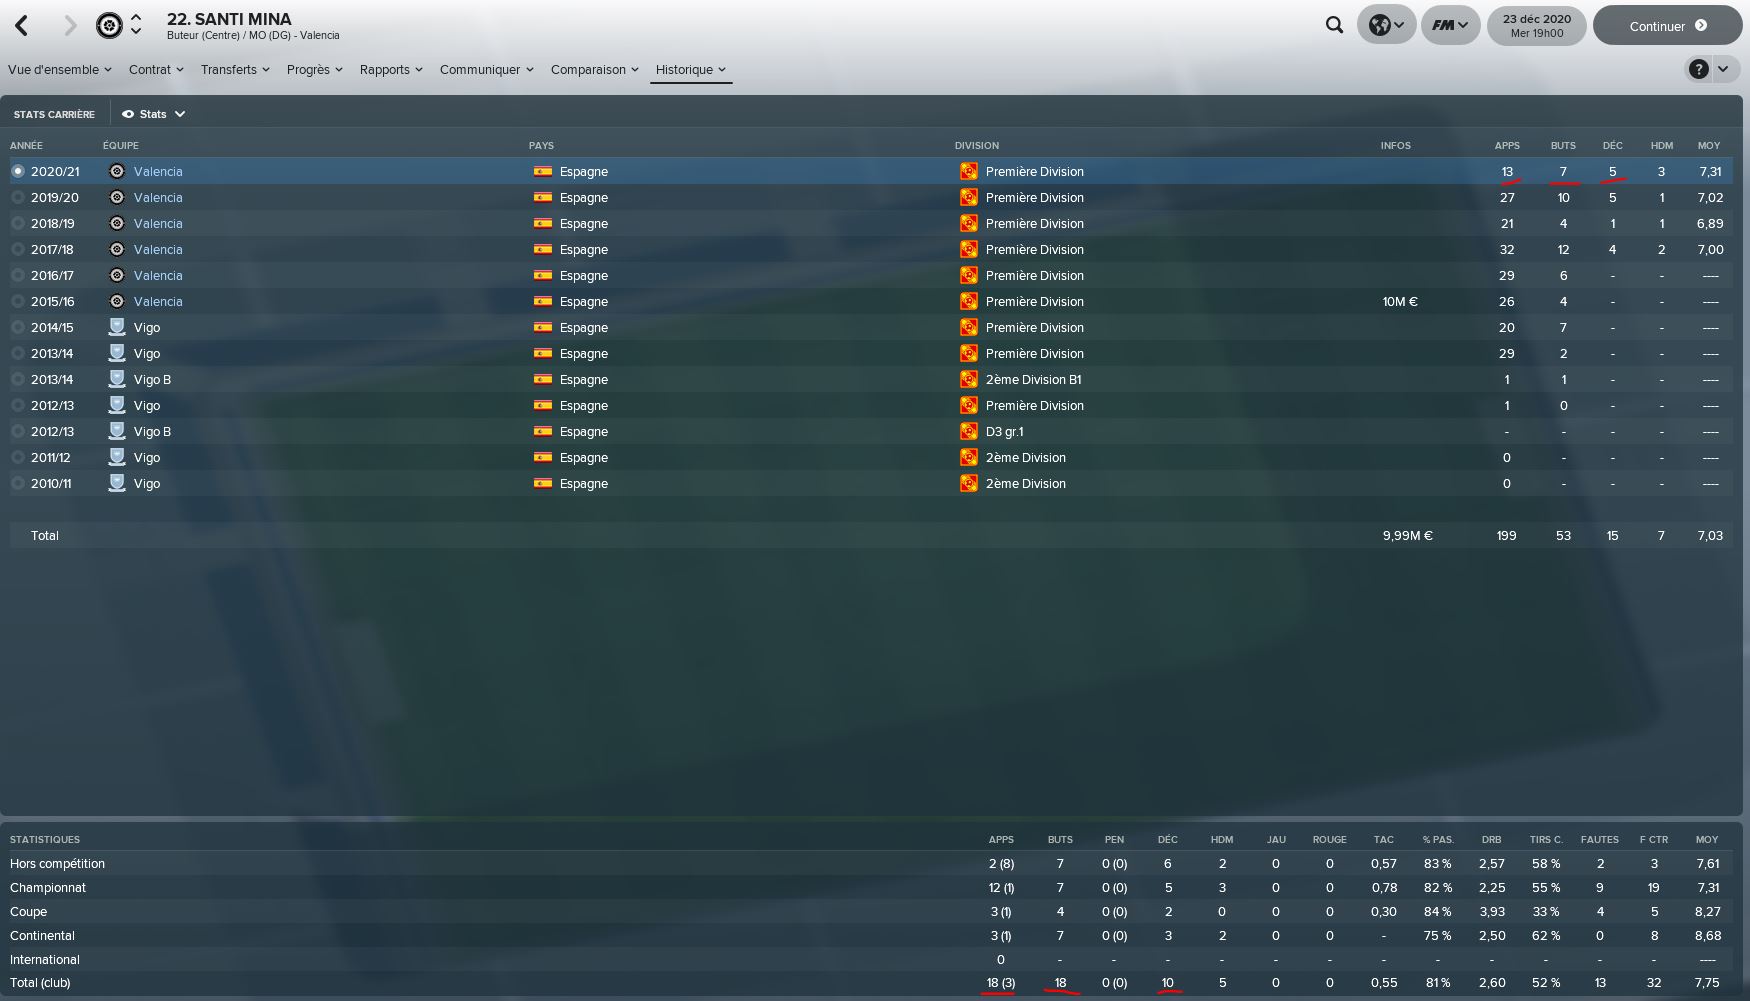 22. SANTI MINA
Buteur (Centre) / MO (DG) - Valencia
FM
23 déc 2020
Mer 19h00
Continuer
Vue d'ensemble Contrat Transferts Progrès Rapports Communiquer Comparaison Historique ?
STATS CARRIÈRE Stats
ANNÉE ÉQUIPE PAYS DIVISION INFOS APPS BUTS DÉC HDM MOY
2020/21 Valencia Espagne Première Division 13 7 5 3 7,31
2019/20 Valencia Espagne Première Division 27 10 5 1 7,02
2018/19 Valencia Espagne Première Division 21 4 1 1 6,89
2017/18 Valencia Espagne Première Division 32 12 4 2 7,00
2016/17 Valencia Espagne Première Division 29 6 - - ----
2015/16 Valencia Espagne Première Division 10M € 26 4 - - ----
2014/15 Vigo Espagne Première Division 20 7 - - ----
2013/14 Vigo Espagne Première Division 29 2 - - ----
2013/14 Vigo B Espagne 2ème Division B1 1 1 - - ----
2012/13 Vigo Espagne Première Division 1 0 - - ----
2012/13 Vigo B Espagne D3 gr.1 - - - - ----
2011/12 Vigo Espagne 2ème Division 0 - - - ----
2010/11 Vigo Espagne 2ème Division 0 - - - ----
Total 9,99M € 199 53 15 7 7,03
STATISTIQUES APPS BUTS PEN DÉC HDM JAU ROUGE TAC % PAS. DRB TIRS C. FAUTES F CTR MOY
Hors compétition 2 (8) 7 0 (0) 6 2 0 0 0,57 83 % 2,57 58 % 2 3 7,61
Championnat 12 (1) 7 0 (0) 5 3 0 0 0,78 82 % 2,25 55 % 9 19 7,31
Coupe 3 (1) 4 0 (0) 2 0 0 0 0,30 84 % 3,93 33 % 4 5 8,27
Continental 3 (1) 7 0 (0) 3 2 0 0 - 75 % 2,50 62 % 0 8 8,68
International 0 - - - - - - - - - - - - ----
Total (club) 18 (3) 18 0 (0) 10 5 0 0 0,55 81 % 2,60 52 % 13 32 7,75